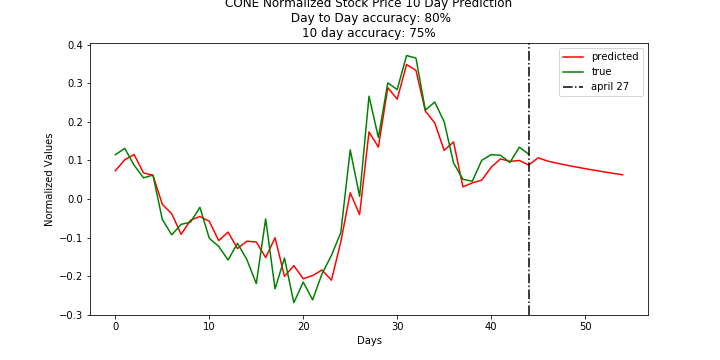 CONE Normalized Stock Price 10 Day Prediction
Day to Day accuracy: 80%
10 day accuracy: 75%
0.4
0.3
0.2
0.1
0.0
−0.1
−0.2
−0.3
Normalized Values
predicted
true
april 27
0 10 20 30 40 50
Days